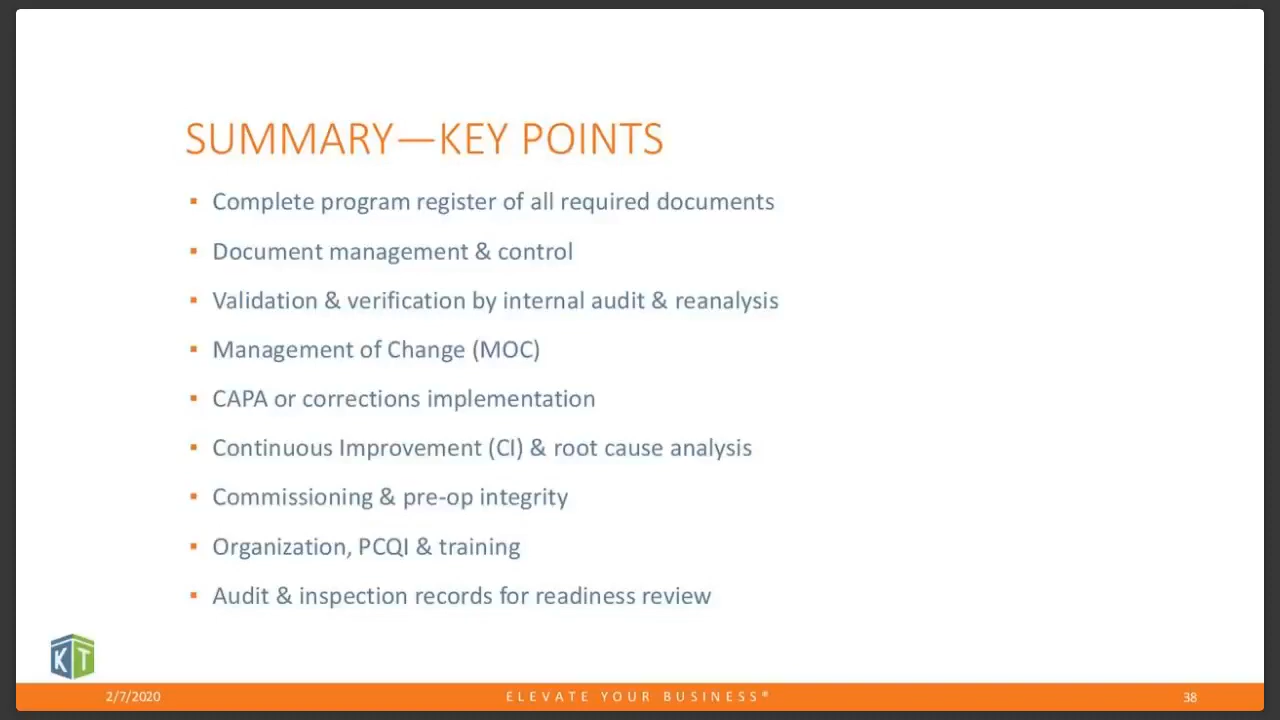 SUMMARY—KEY POINTS
▪ Complete program register of all required documents
▪ Document management & control
▪ Validation & verification by internal audit & reanalysis
▪ Management of Change (MOC)
▪ CAPA or corrections implementation
▪ Continuous Improvement (CI) & root cause analysis
▪ Commissioning & pre-op integrity
▪ Organization, PCQI & training
▪ Audit & inspection records for readiness review
KT
2/7/2020
ELEVATE YOUR BUSINESS®
38